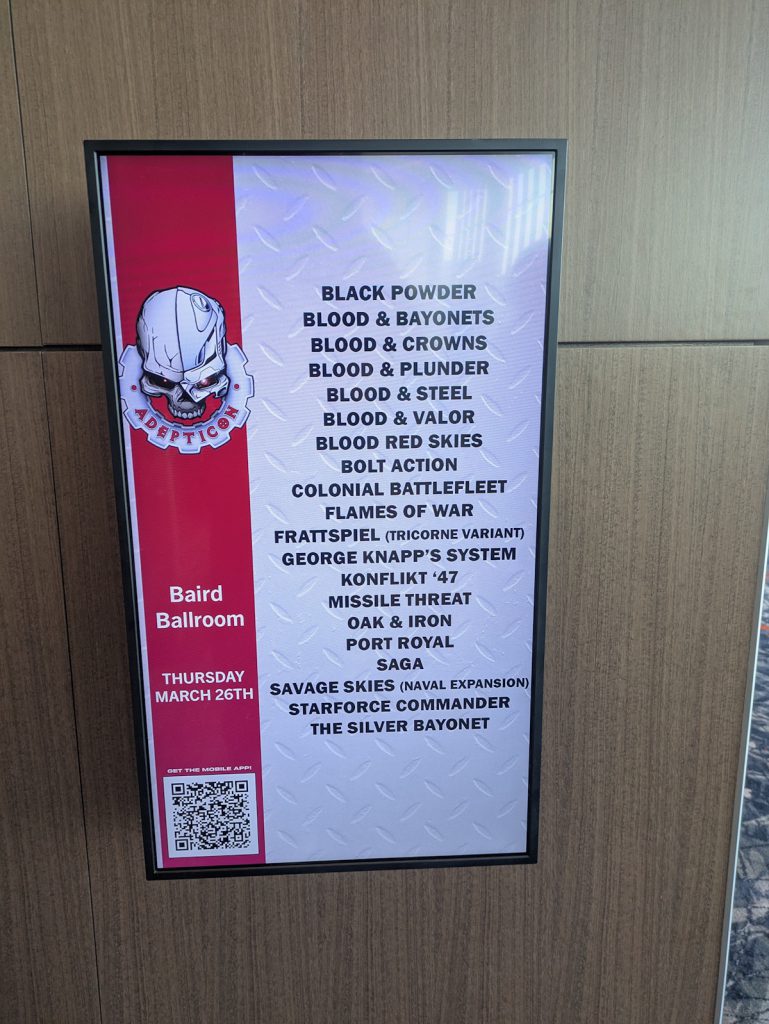 ADEPTICON
Baird
Ballroom
THURSDAY
MARCH 26TH
GET THE MOBILE APP!
BLACK POWDER
BLOOD & BAYONETS
BLOOD & CROWNS
BLOOD & PLUNDER
BLOOD & STEEL
BLOOD & VALOR
BLOOD RED SKIES
BOLT ACTION
COLONIAL BATTLEFLEET
FLAMES OF WAR
FRATTSPIEL (TRICORNE VARIANT)
GEORGE KNAPP'S SYSTEM
KONFLIKT ‘47
MISSILE THREAT
OAK & IRON
PORT ROYAL
SAGA
SAVAGE SKIES (NAVAL EXPANSION)
STARFORCE COMMANDER
THE SILVER BAYONET